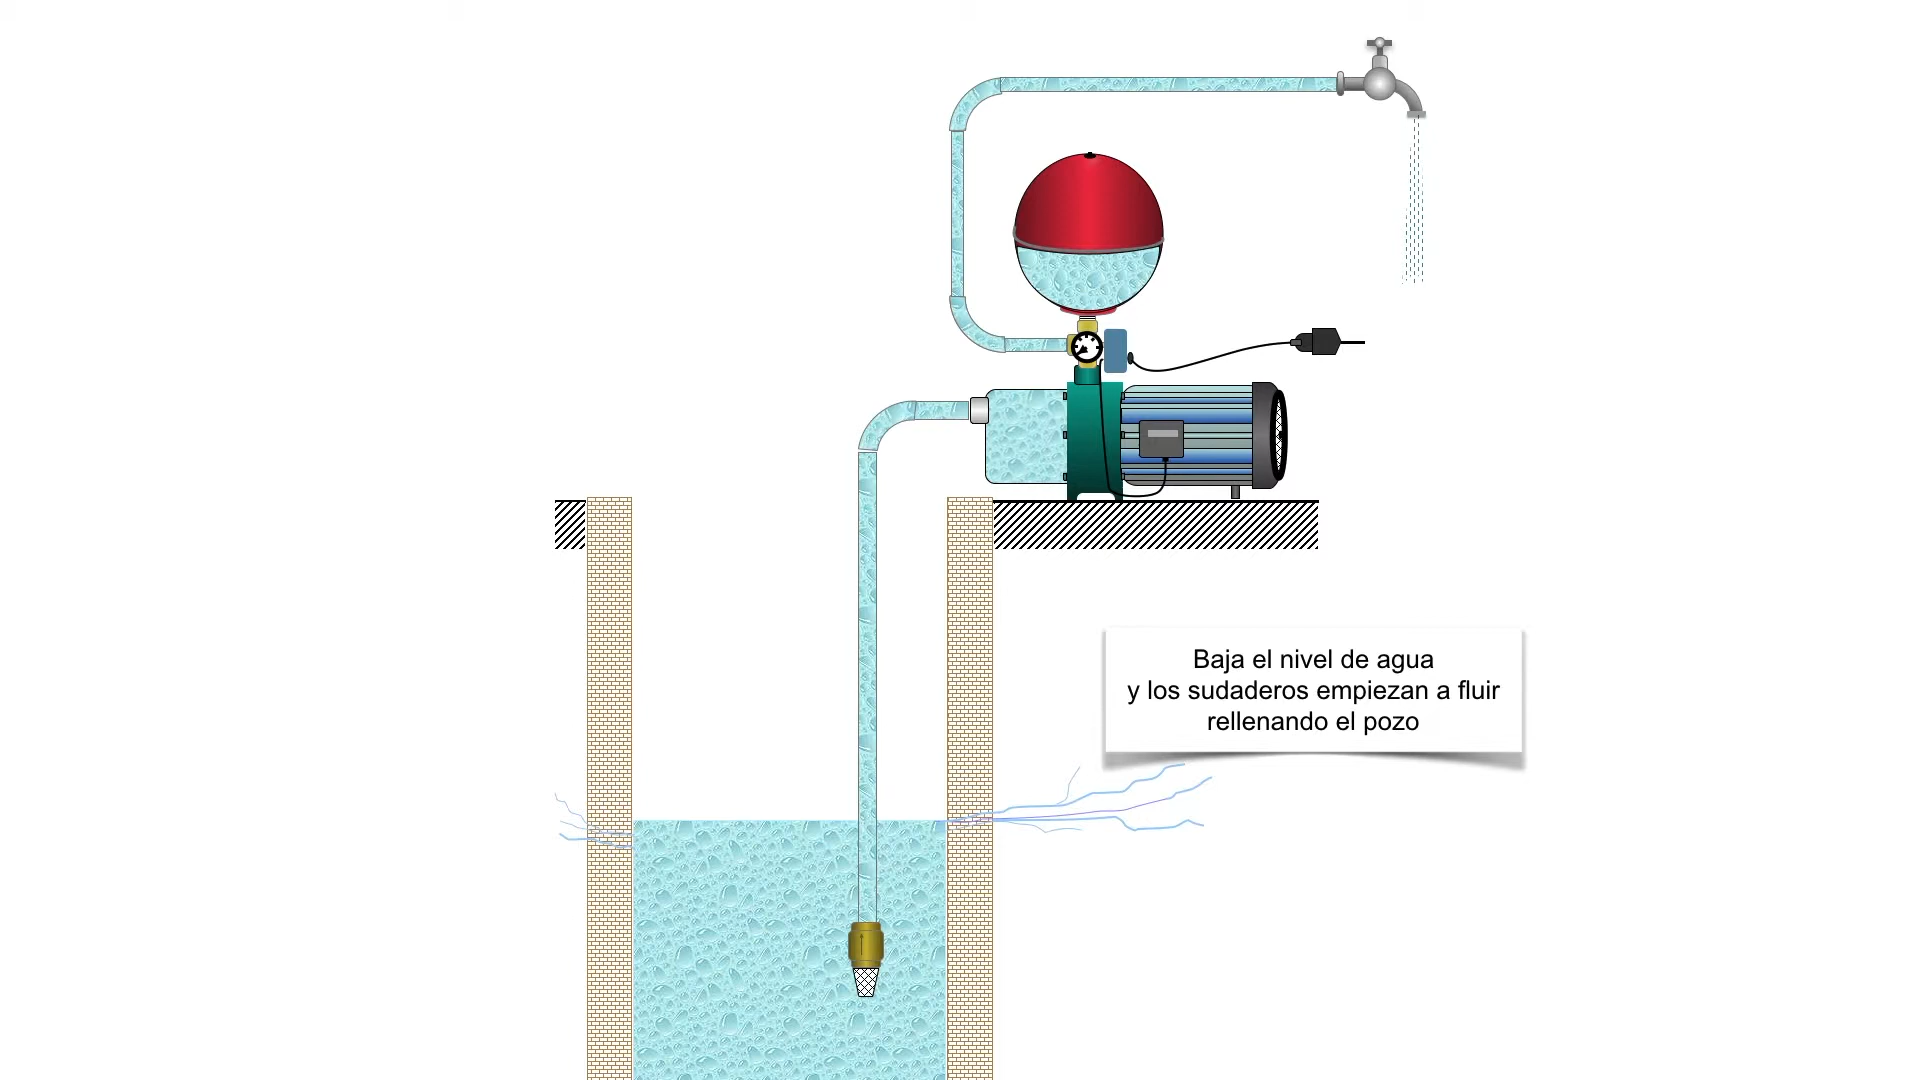 Baja el nivel de agua
y los sudaderos empiezan a fluir
rellenando el pozo